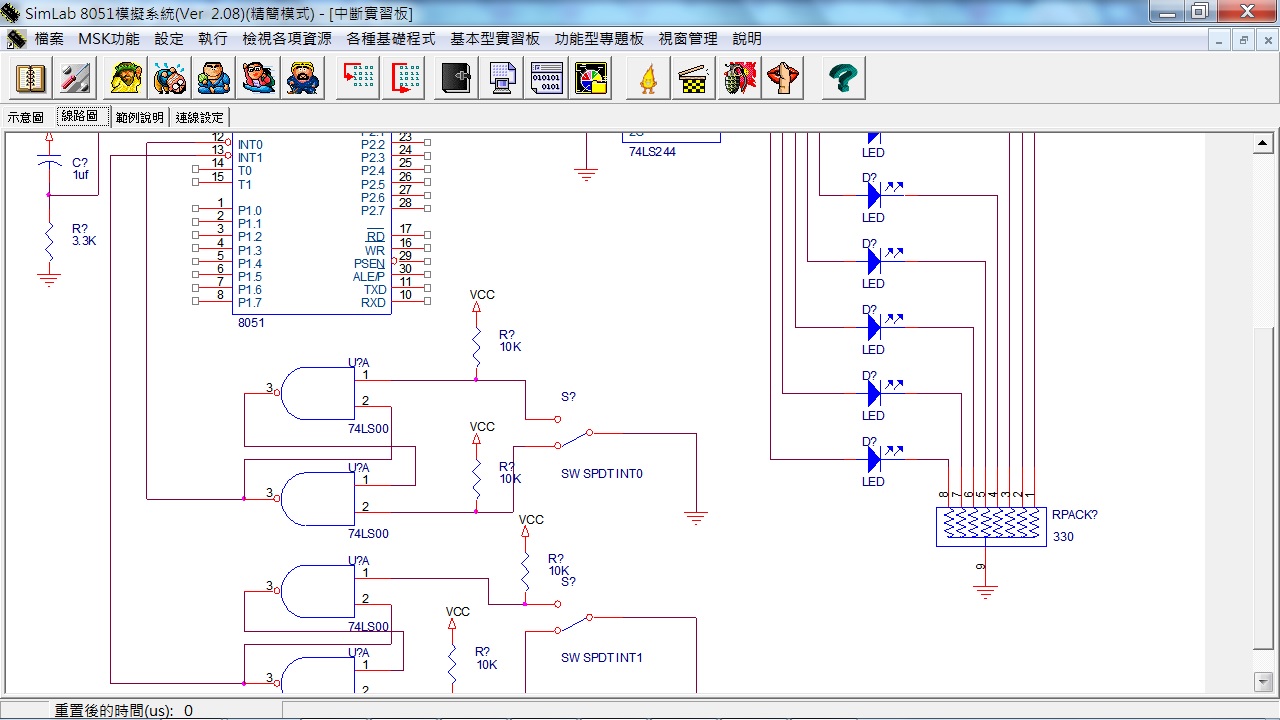 SimLab 8051模擬系統(Ver 2.08)(精簡模式) - [中斷實習板]
檔案 MSK功能 設定 執行 檢視各項資源 各種基礎程式 基本型實習板 功能型專題板 視窗管理 說明
示意圖 線路圖 範例說明 連線設定
12 INT0
13 INT1
14 T0
15 T1
1 P1.0
2 P1.1
3 P1.2
4 P1.3
5 P1.4
6 P1.5
7 P1.6
8 P1.7
P2.1
P2.2 23
P2.3 24
P2.4 25
P2.5 26
P2.6 27
P2.7 28
RD 17
WR 16
PSEN 29
ALE/P 30
TXD 11
RXD 10
8051
C?
1uf
R?
3.3K
74LS244
VCC
R?
10K
U?A
1
2
3
74LS00
S?
VCC
R?
10K
SW SPDT INT0
U?A
1
2
3
74LS00
VCC
R?
10K
S?
U?A
1
2
3
74LS00
VCC
R?
10K
SW SPDT INT1
U?A
1
2
3
LED
D?
LED
D?
LED
D?
LED
D?
LED
D?
LED
8 7 6 5 4 3 2 1
RPACK?
330
9
重置後的時間(us): 0